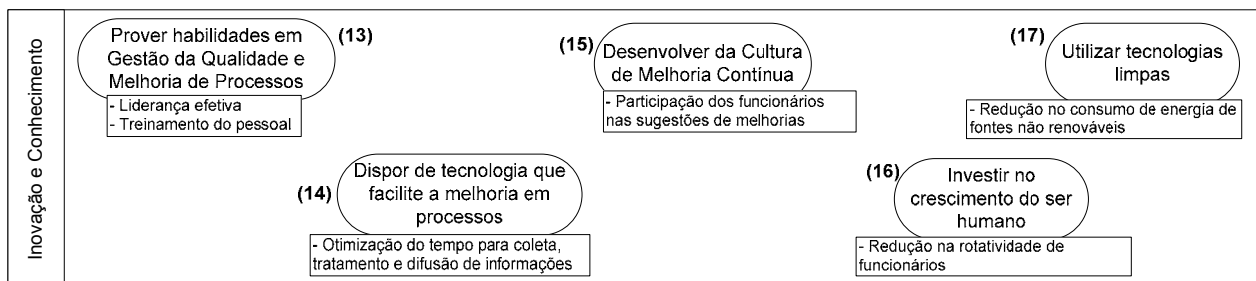 Inovação e Conhecimento
Prover habilidades em
Gestão da Qualidade e
Melhoria de Processos
(13)
- Liderança efetiva
- Treinamento do pessoal
(14)
Dispor de tecnologia que
facilite a melhoria em
processos
- Otimização do tempo para coleta,
tratamento e difusão de informações
(15)
Desenvolver da Cultura
de Melhoria Contínua
- Participação dos funcionários
nas sugestões de melhorias
(16)
Investir no
crescimento do ser
humano
- Redução na rotatividade de
funcionários
(17)
Utilizar tecnologias
limpas
- Redução no consumo de energia de
fontes não renováveis